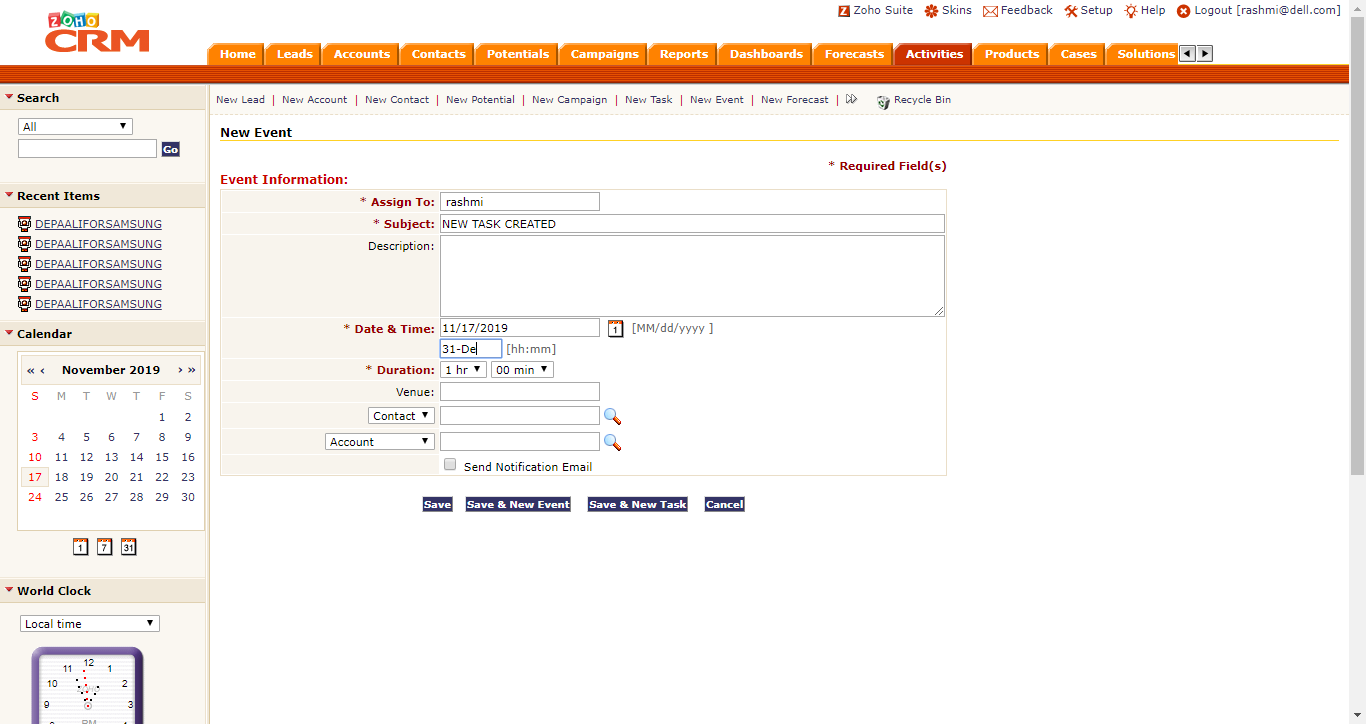 Zoho Suite Skins Feedback Setup Help Logout [rashmi@dell.com]
ZOHO
CRM
Home Leads Accounts Contacts Potentials Campaigns Reports Dashboards Forecasts Activities Products Cases Solutions
Search
All
Go
New Lead | New Account | New Contact | New Potential | New Campaign | New Task | New Event | New Forecast | Recycle Bin
New Event
* Required Field(s)
Event Information:
* Assign To: rashmi
* Subject: NEW TASK CREATED
Description:
* Date & Time: 11/17/2019 1 [MM/dd/yyyy ]
31-De [hh:mm]
* Duration: 1 hr 00 min
Venue:
Contact
Account
Send Notification Email
Save Save & New Event Save & New Task Cancel
Recent Items
DEPAALIFORSAMSUNG
DEPAALIFORSAMSUNG
DEPAALIFORSAMSUNG
DEPAALIFORSAMSUNG
DEPAALIFORSAMSUNG
Calendar
« ‹ November 2019 › »
S M T W T F S
1 2
3 4 5 6 7 8 9
10 11 12 13 14 15 16
17 18 19 20 21 22 23
24 25 26 27 28 29 30
1 7 31
World Clock
Local time
11 12 1
10 2
9 3